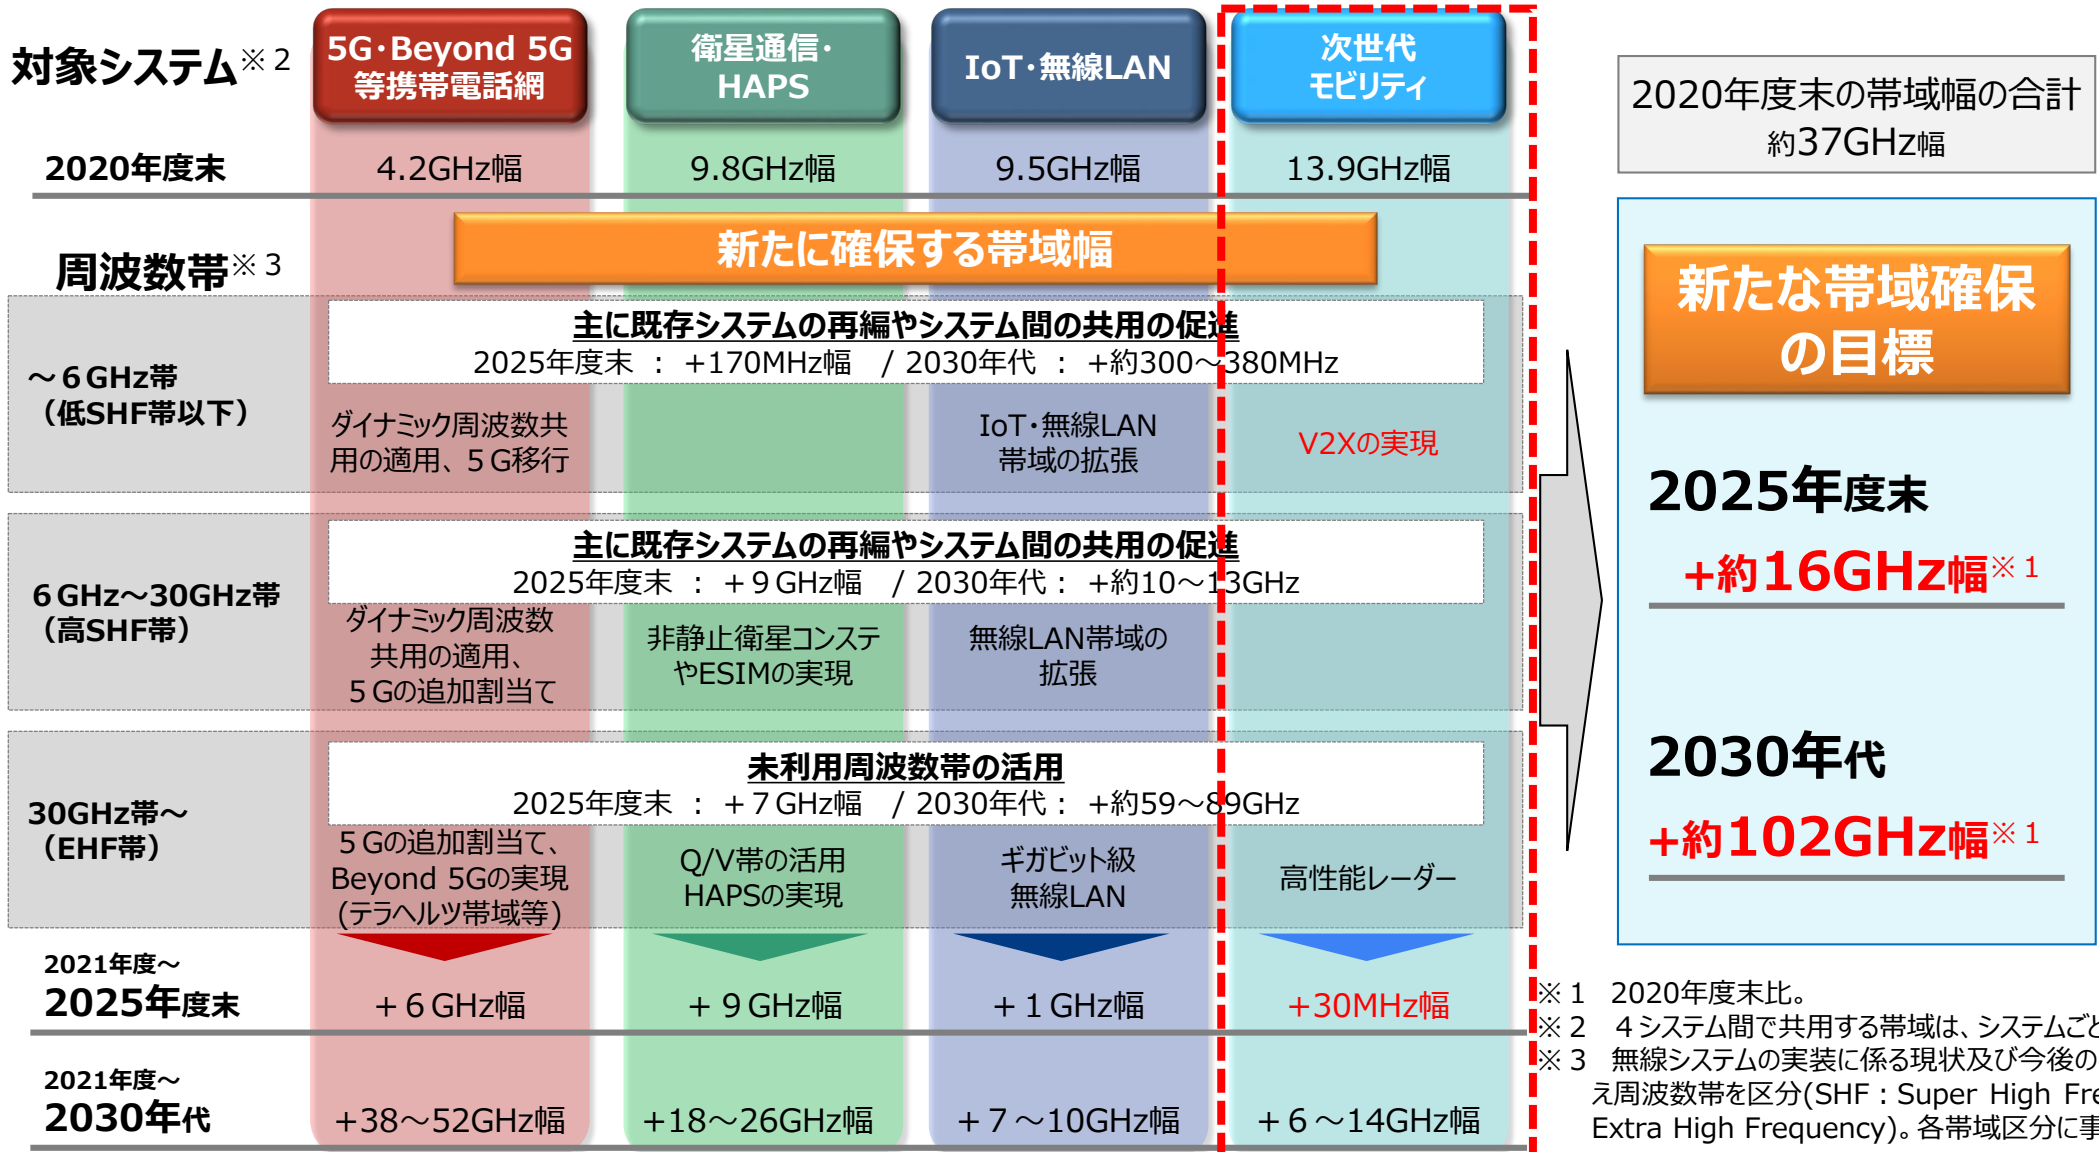 対象システム※２
5G・Beyond 5G
等携帯電話網
衛星通信・
HAPS
IoT・無線LAN
次世代
モビリティ
2020年度末
4.2GHz幅
9.8GHz幅
9.5GHz幅
13.9GHz幅
新たに確保する帯域幅
周波数帯※３
～６GHz帯
（低SHF帯以下）
主に既存システムの再編やシステム間の共用の促進
2025年度末 ： +170MHz幅 / 2030年代 ： +約300～380MHz
ダイナミック周波数共
用の適用、５G移行
IoT・無線LAN
帯域の拡張
V2Xの実現
６GHz～30GHz帯
（高SHF帯）
主に既存システムの再編やシステム間の共用の促進
2025年度末 ： +９GHz幅 / 2030年代： +約10～13GHz
ダイナミック周波数
共用の適用、
５Gの追加割当て
非静止衛星コンステ
やESIMの実現
無線LAN帯域の
拡張
30GHz帯～
（EHF帯）
未利用周波数帯の活用
2025年度末 ： +７GHz幅 / 2030年代： +約59～89GHz
５Gの追加割当て、
Beyond 5Gの実現
(テラヘルツ帯域等)
Q/V帯の活用
HAPSの実現
ギガビット級
無線LAN
高性能レーダー
2021年度～
2025年度末
+６GHz幅
+９GHz幅
+１GHz幅
+30MHz幅
2021年度～
2030年代
+38～52GHz幅
+18～26GHz幅
+７～10GHz幅
+６～14GHz幅
2020年度末の帯域幅の合計
約37GHz幅
新たな帯域確保
の目標
2025年度末
+約16GHz幅※１
2030年代
+約102GHz幅※１
※１ 2020年度末比。
※２ ４システム間で共用する帯域は、システムごと
※３ 無線システムの実装に係る現状及び今後の
え周波数帯を区分(SHF：Super High Fre
Extra High Frequency)。各帯域区分に事